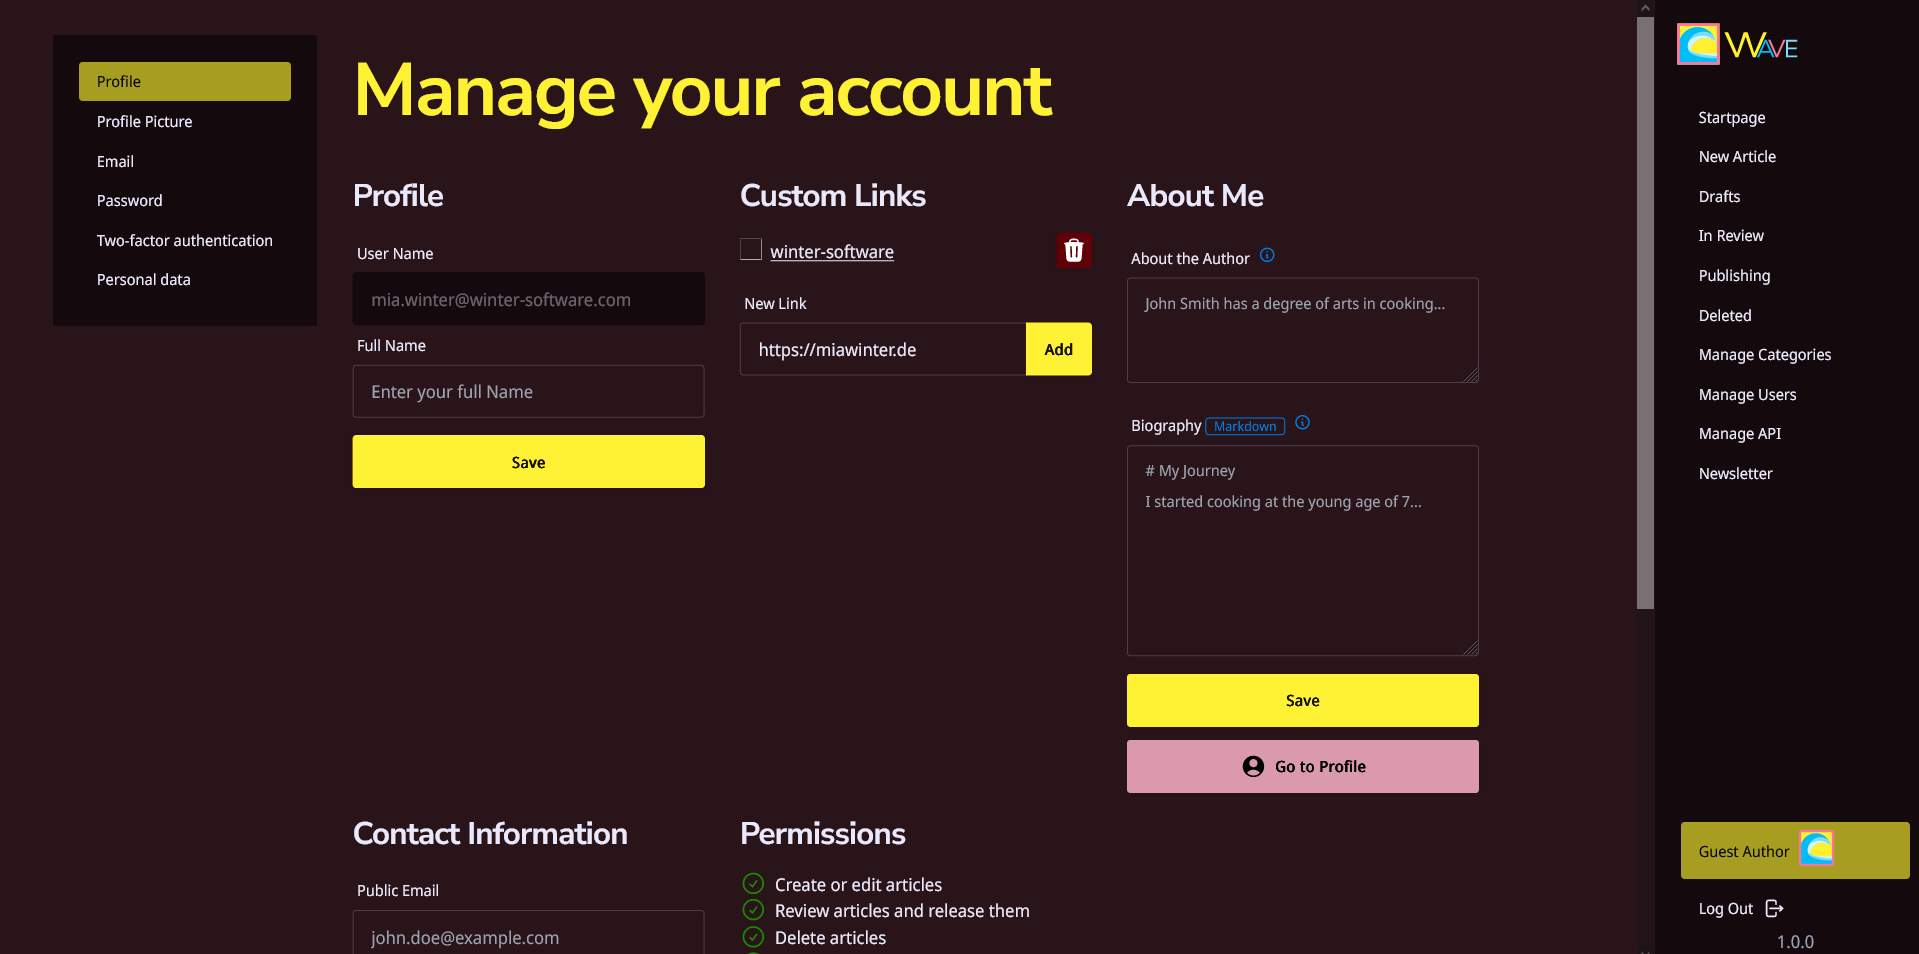 Profile
Profile Picture
Email
Password
Two-factor authentication
Personal data
Manage your account
Profile
User Name
mia.winter@winter-software.com
Full Name
Enter your full Name
Save
Custom Links
winter-software
New Link
https://miawinter.de
Add
About Me
About the Author
John Smith has a degree of arts in cooking...
Biography Markdown
# My Journey
I started cooking at the young age of 7...
Save
Go to Profile
Contact Information
Public Email
john.doe@example.com
Permissions
Create or edit articles
Review articles and release them
Delete articles
WAVE
Startpage
New Article
Drafts
In Review
Publishing
Deleted
Manage Categories
Manage Users
Manage API
Newsletter
Guest Author
Log Out
1.0.0